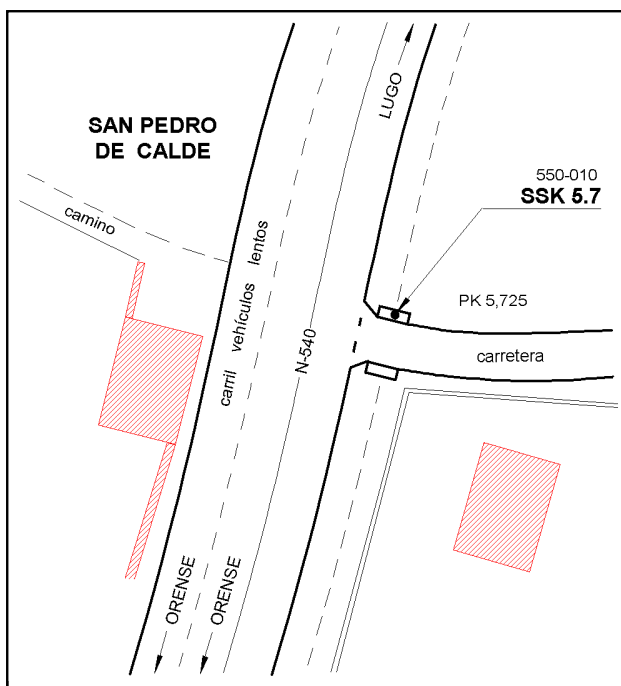 LUGO
SAN PEDRO
DE CALDE
550-010
SSK 5.7
camino
carril vehículos lentos
N-540
PK 5,725
carretera
ORENSE
ORENSE